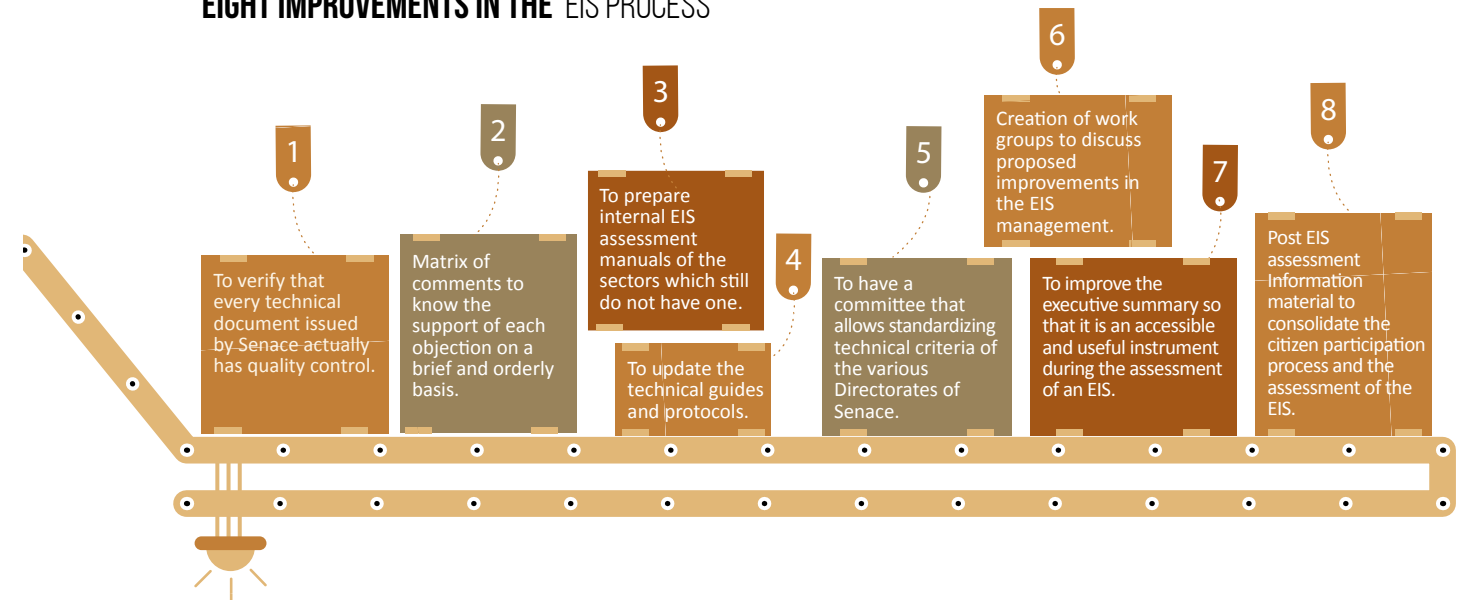 EIGHT IMPROVEMENTS IN THE EIS PROCESS
1
To verify that
every technical
document issued
by Senace actually
has quality control.
2
Matrix of
comments to
know the
support of each
objection on a
brief and orderly
basis.
3
To prepare
internal EIS
assessment
manuals of the
sectors which still
do not have one.
4
To update the
technical guides
and protocols.
5
To have a
committee that
allows standardizing
technical criteria of
the various
Directorates of
Senace.
6
Creation of work
groups to discuss
proposed
improvements in
the EIS
management.
7
To improve the
executive summary so
that it is an accessible
and useful instrument
during the assessment
of an EIS.
8
Post EIS
assessment
Information
material to
consolidate the
citizen participation
process and the
assessment of the
EIS.